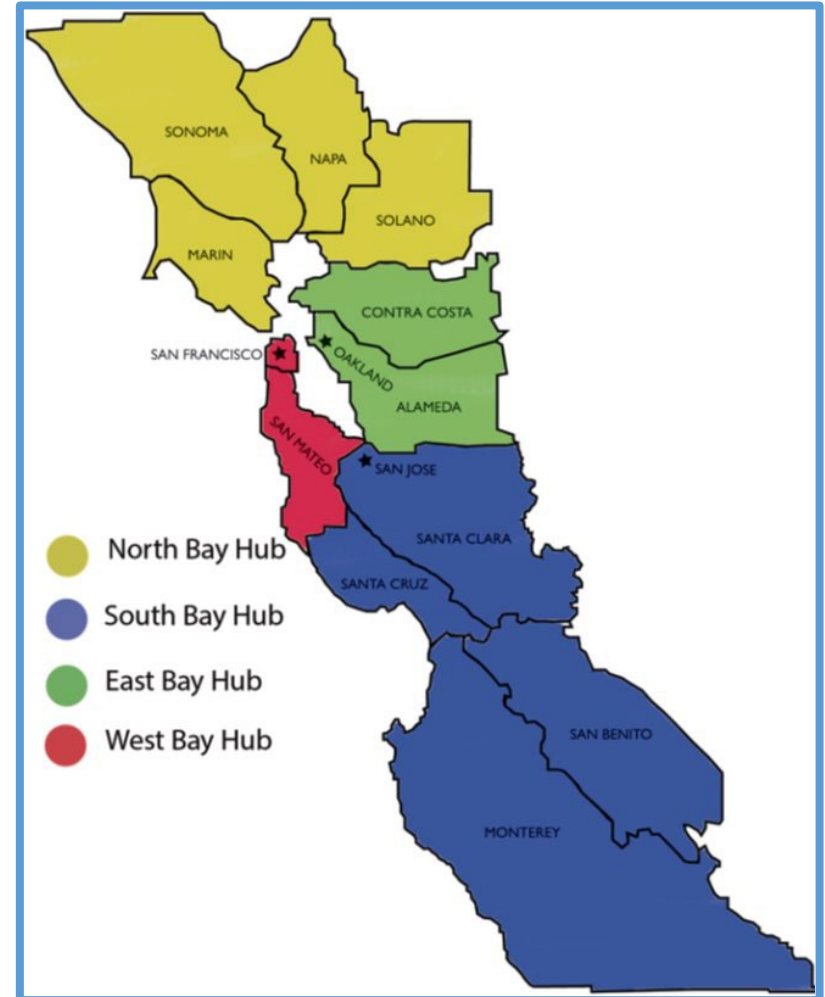 SONOMA
NAPA
SOLANO
MARIN
CONTRA COSTA
SAN FRANCISCO
OAKLAND
ALAMEDA
SAN MATEO
SAN JOSE
SANTA CLARA
SANTA CRUZ
SAN BENITO
MONTEREY
North Bay Hub
South Bay Hub
East Bay Hub
West Bay Hub